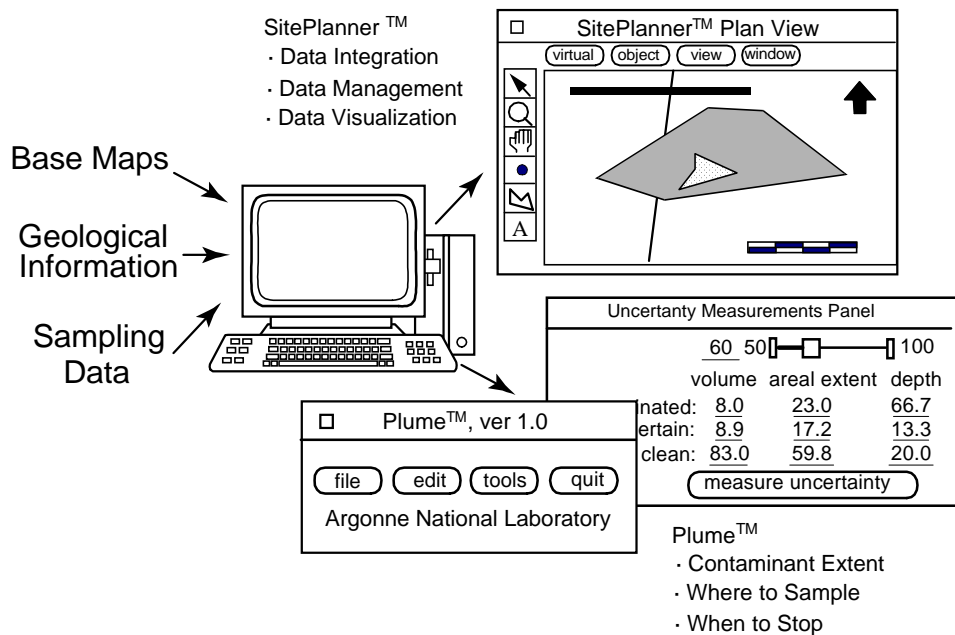 SitePlanner TM
· Data Integration
· Data Management
· Data Visualization
Base Maps
Geological
Information
Sampling
Data
SitePlanner™ Plan View
virtual object view window
A
Uncertanty Measurements Panel
60 50 100
volume areal extent depth
nated: 8.0 23.0 66.7
ertain: 8.9 17.2 13.3
clean: 83.0 59.8 20.0
measure uncertainty
Plume™, ver 1.0
file edit tools quit
Argonne National Laboratory
Plume™
· Contaminant Extent
· Where to Sample
· When to Stop